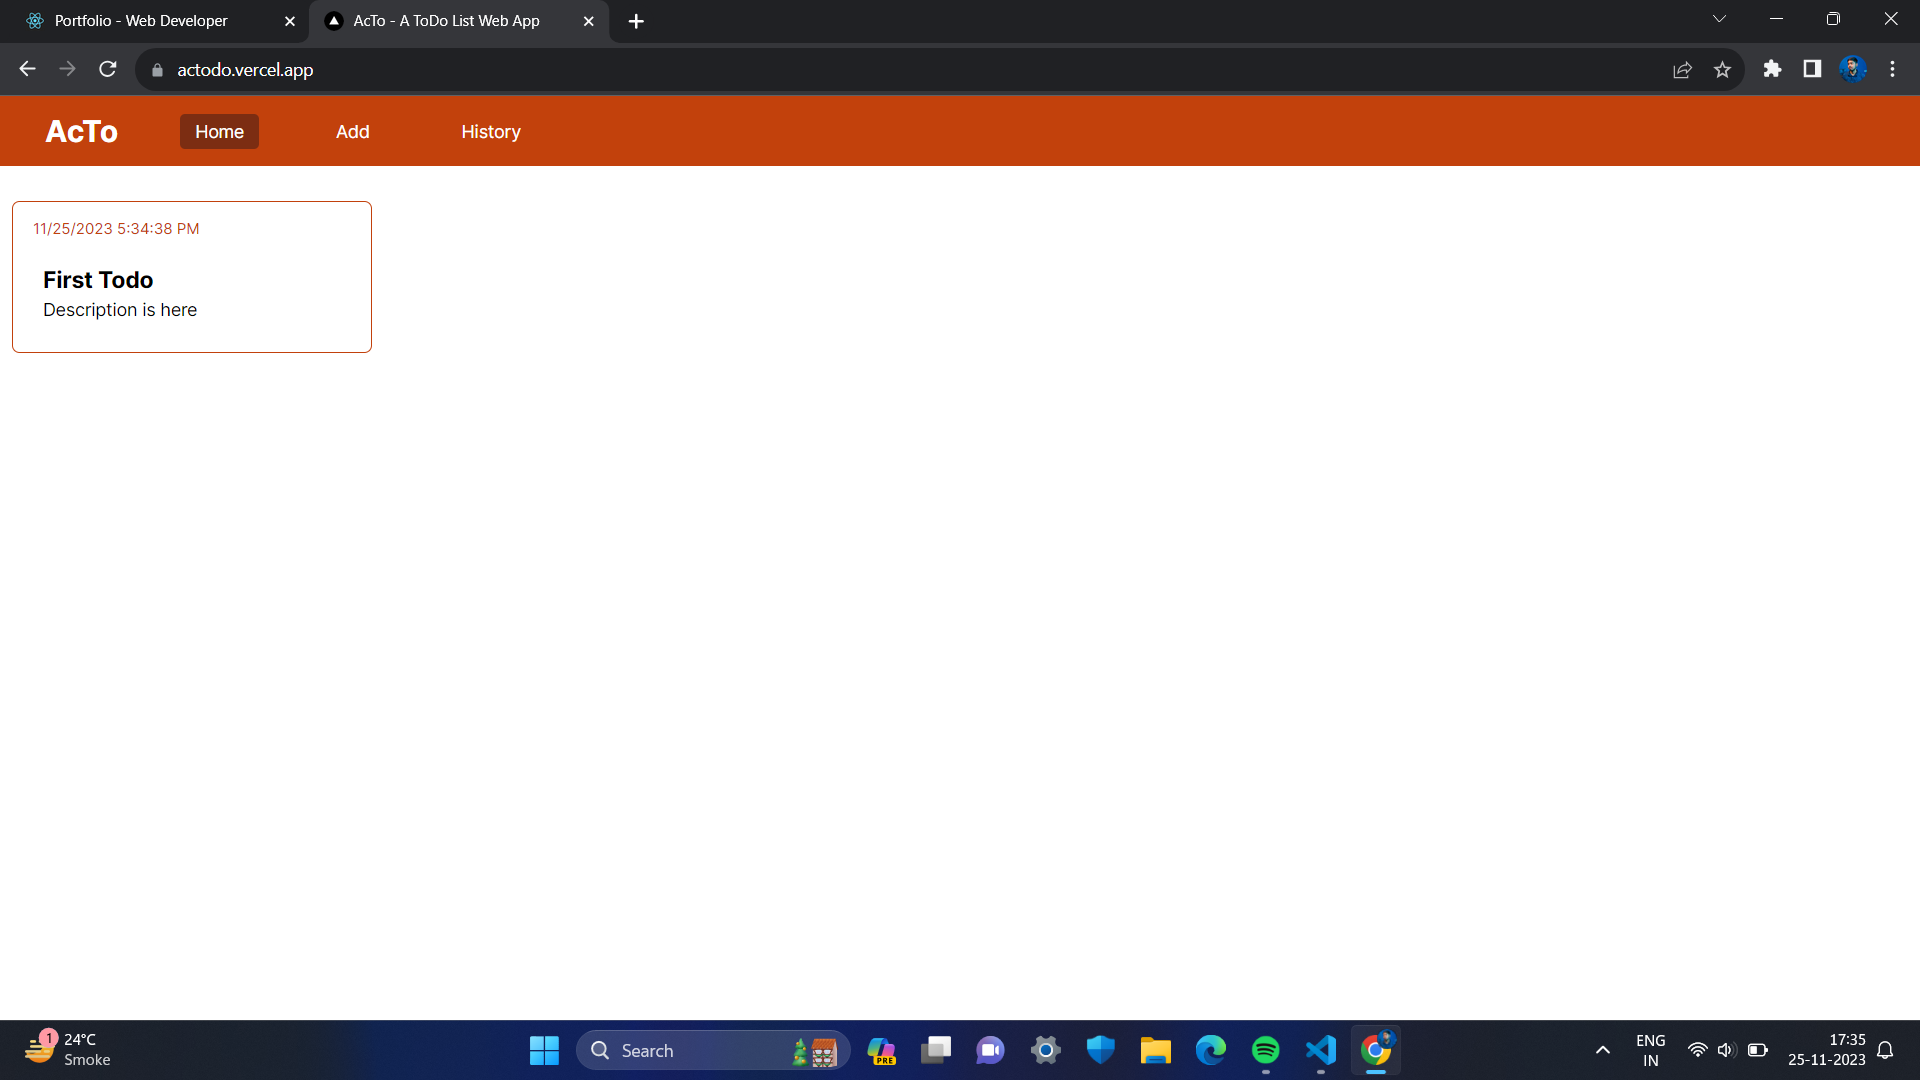 Portfolio - Web Developer
AcTo - A ToDo List Web App
actodo.vercel.app
AcTo
Home
Add
History
11/25/2023 5:34:38 PM
First Todo
Description is here
1
24°C
Smoke
Search
PRE
ENG
IN
17:35
25-11-2023